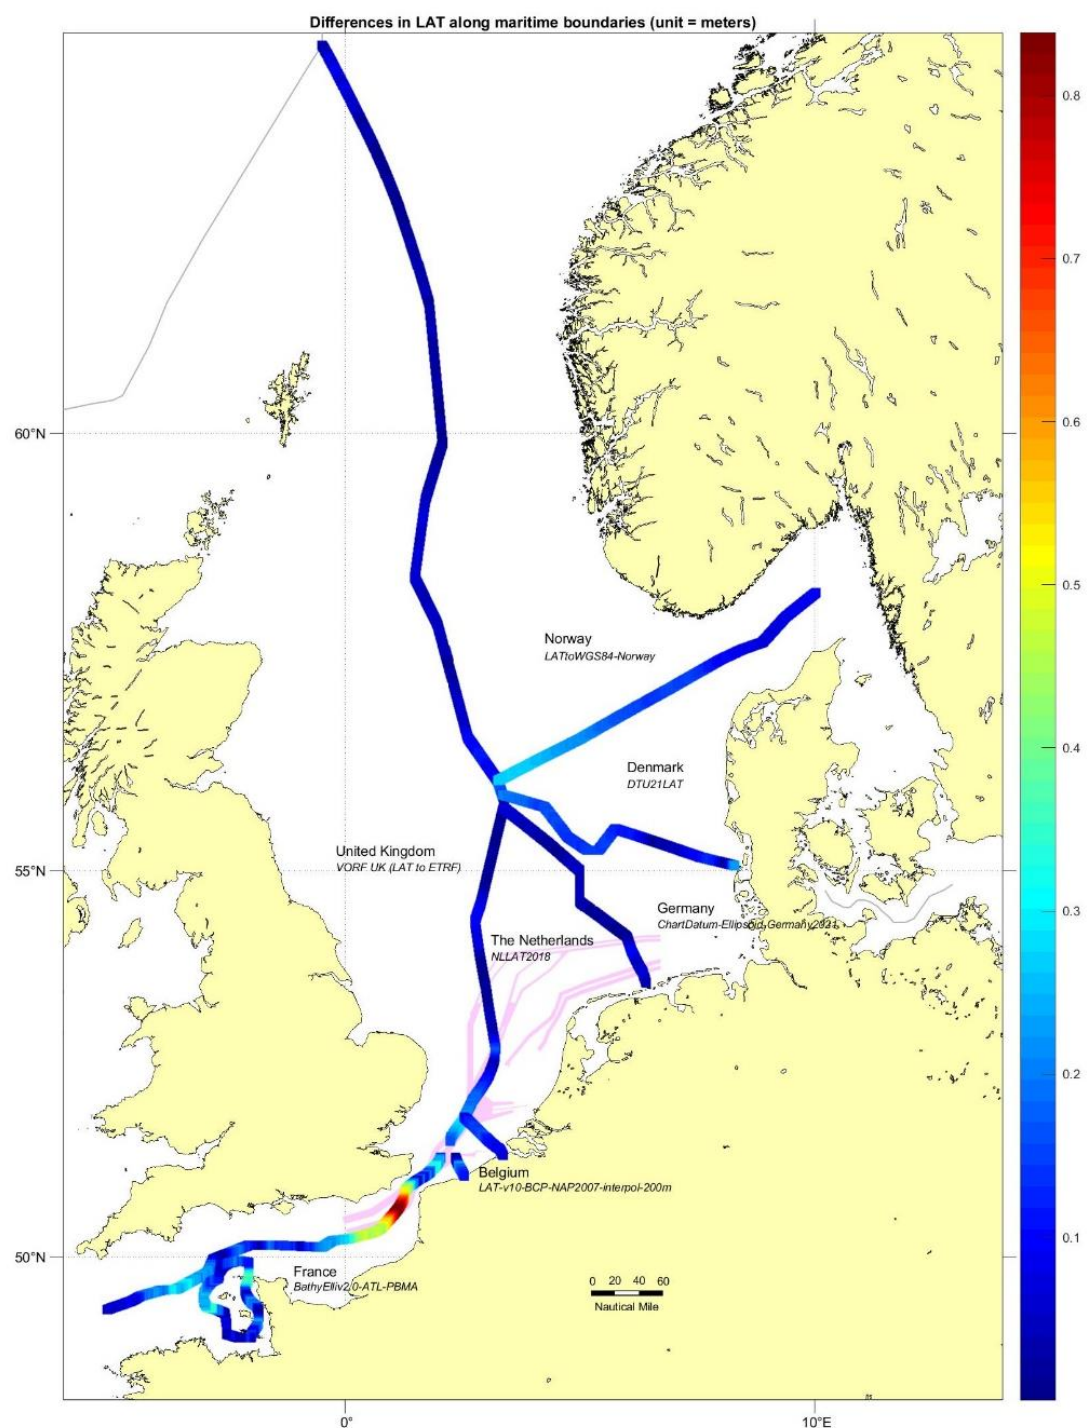 Differences in LAT along maritime boundaries (unit = meters)
0.8
0.7
60°N
0.6
0.5
Norway
LATtoWGS84-Norway
0.4
Denmark
DTU21LAT
United Kingdom
VORF UK (LAT to ETRF)
55°N
0.3
Germany
ChartDatum-Ellipsoid-Germany2021
The Netherlands
NLLAT2018
0.2
Belgium
LAT-v10-BCP-NAP2007-interpol-200m
0.1
50°N
France
BathyElliv2.0-ATL-PBMA
0 20 40 60
Nautical Mile
0°
10°E